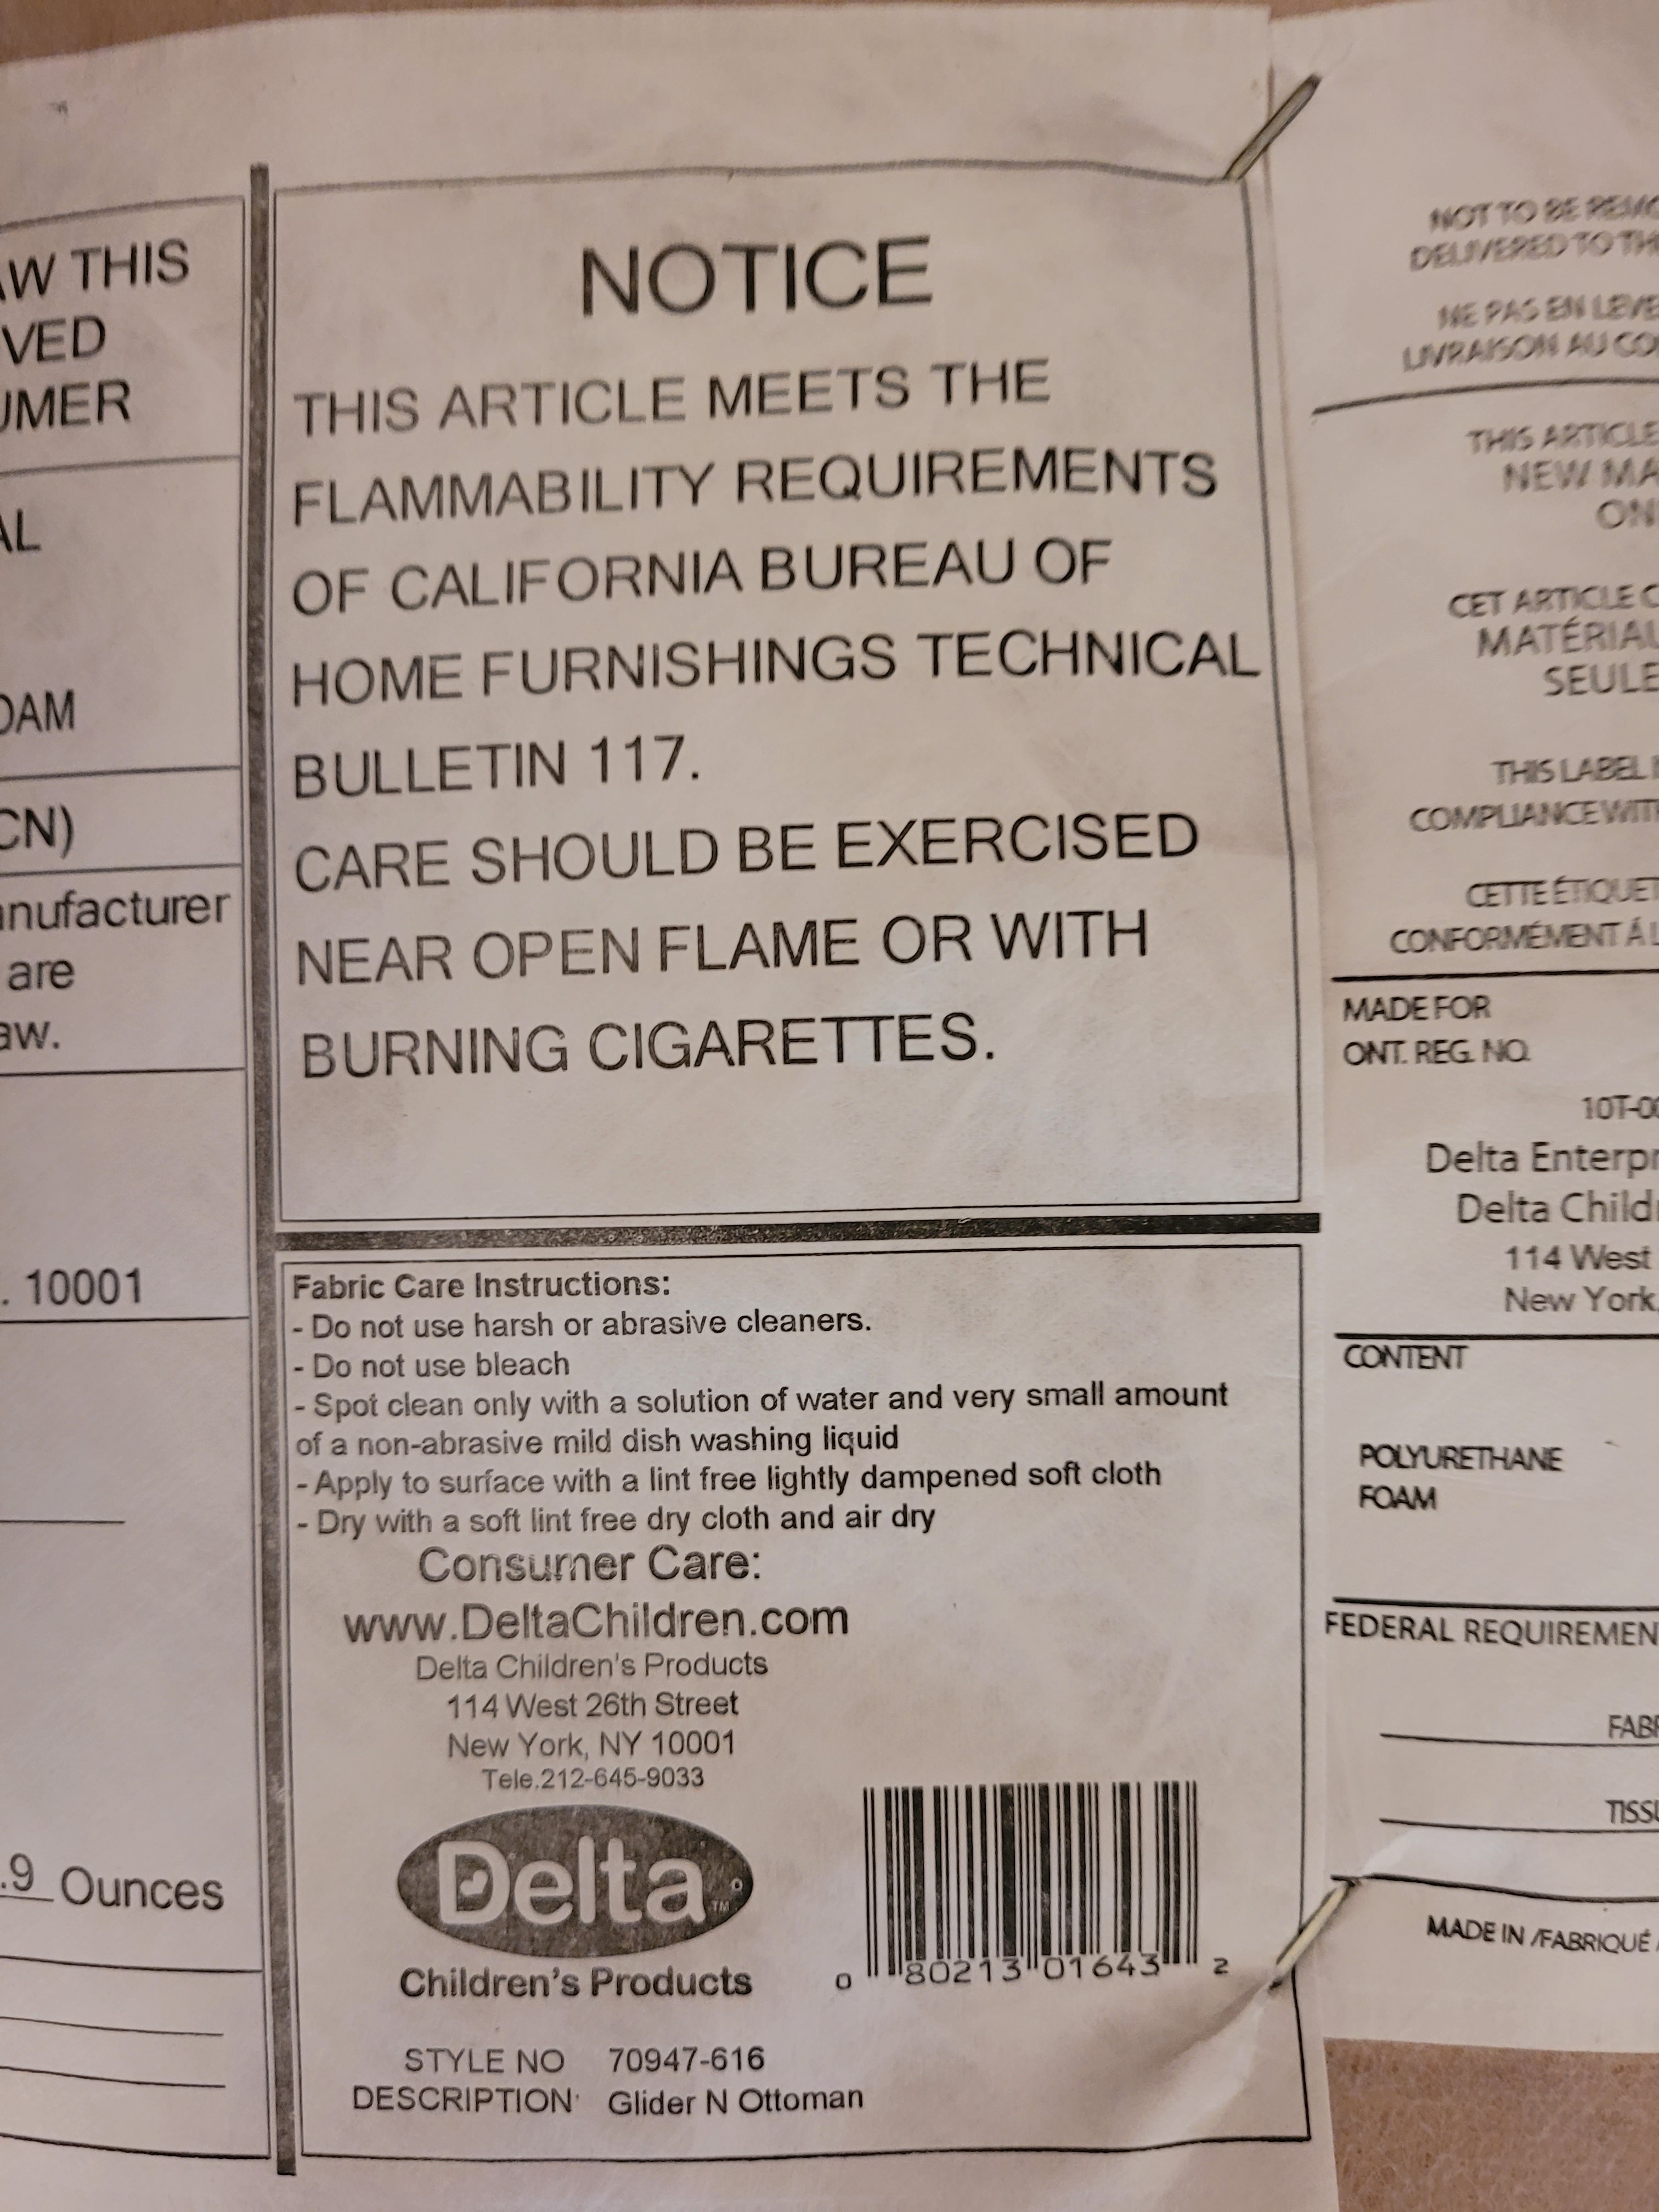 AW THIS
VED
UMER
AL
OAM
CN)
anufacturer
are
aw.
. 10001
.9 Ounces
NOTICE
THIS ARTICLE MEETS THE
FLAMMABILITY REQUIREMENTS
OF CALIFORNIA BUREAU OF
HOME FURNISHINGS TECHNICAL
BULLETIN 117.
CARE SHOULD BE EXERCISED
NEAR OPEN FLAME OR WITH
BURNING CIGARETTES.
Fabric Care Instructions:
- Do not use harsh or abrasive cleaners.
- Do not use bleach
- Spot clean only with a solution of water and very small amount
of a non-abrasive mild dish washing liquid
- Apply to surface with a lint free lightly dampened soft cloth
- Dry with a soft lint free dry cloth and air dry
Consumer Care:
www.DeltaChildren.com
Delta Children's Products
114 West 26th Street
New York, NY 10001
Tele.212-645-9033
Delta TM
Children's Products
0 80213 01643 2
STYLE NO 70947-616
DESCRIPTION: Glider N Ottoman
NOT TO BE REMO
DELIVERED TO TH
NE PAS EN LEVE
LIVRAISON AU CO
THIS ARTICLE
NEW MA
ON
CET ARTICLE C
MATÉRIAU
SEULE
THIS LABEL I
COMPLIANCE WITH
CETTE ÉTIQUET
CONFORMÉMENT Á L
MADE FOR
ONT. REG. NO.
10T-00
Delta Enterpr
Delta Childr
114 West
New York,
CONTENT
POLYURETHANE
FOAM
FEDERAL REQUIREMEN
FABR
TISSU
MADE IN /FABRIQUÉ